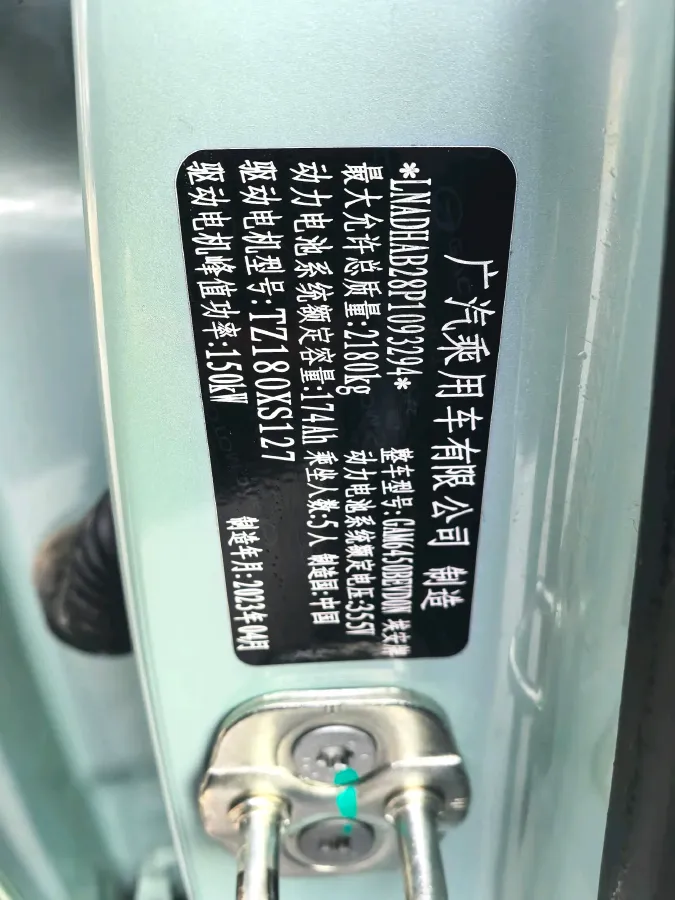 广汽乘用车有限公司 制造
*LNADHAB28P1093294* 整车型号:GAM6450BEVD0N 埃安牌
最大允许总质量:2180kg 动力电池系统额定电压:355V
动力电池系统额定容量:174Ah 乘坐人数:5人 制造国:中国
驱动电机型号:TZ180XS127
驱动电机峰值功率:150kW 制造年月:2023年04月